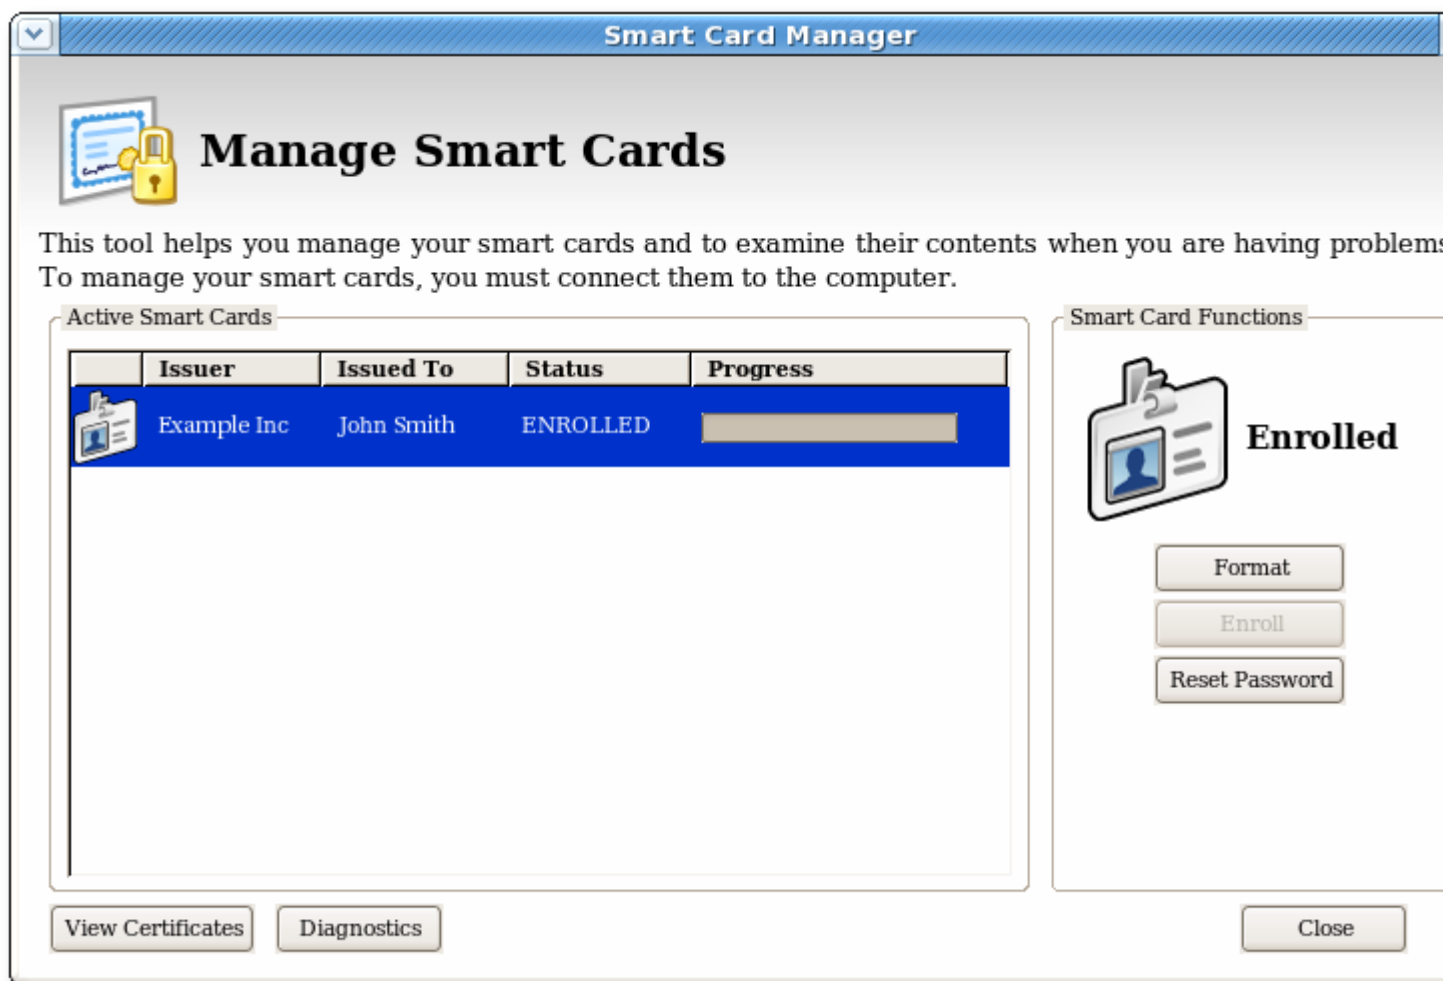 Smart Card Manager
Manage Smart Cards
This tool helps you manage your smart cards and to examine their contents when you are having problems
To manage your smart cards, you must connect them to the computer.
Active Smart Cards
Issuer Issued To Status Progress
Example Inc John Smith ENROLLED
Smart Card Functions
Enrolled
Format
Enroll
Reset Password
View Certificates Diagnostics Close